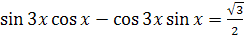 sin 3x cos x − cos 3x sin x = √3/2